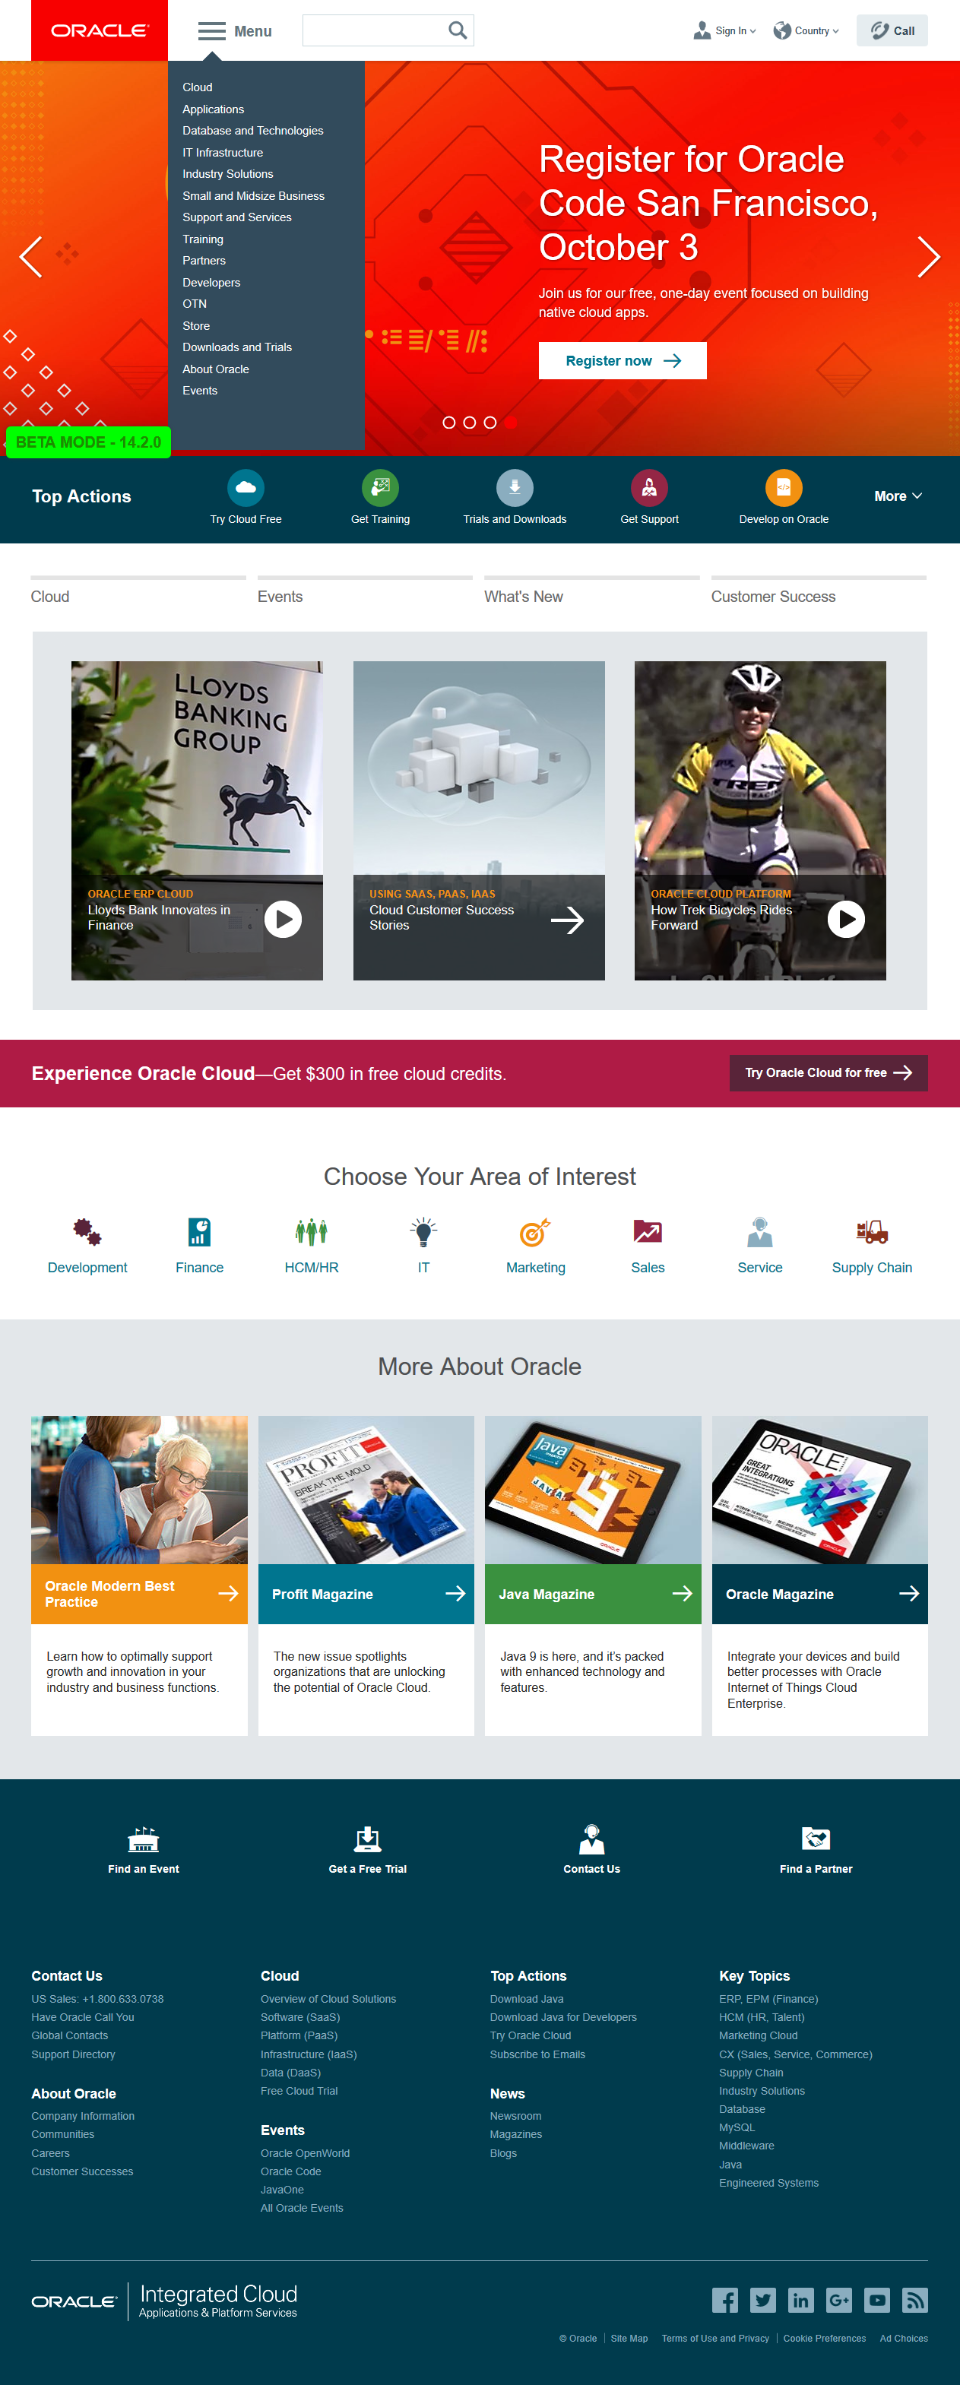 ORACLE
Menu
Sign In
Country
Call
Cloud
Applications
Database and Technologies
IT Infrastructure
Industry Solutions
Small and Midsize Business
Support and Services
Training
Partners
Developers
OTN
Store
Downloads and Trials
About Oracle
Events
Register for Oracle
Code San Francisco,
October 3
Join us for our free, one-day event focused on building
native cloud apps.
Register now
BETA MODE - 14.2.0
Top Actions
Try Cloud Free
Get Training
Trials and Downloads
Get Support
Develop on Oracle
More
Cloud
Events
What's New
Customer Success
LLOYDS
BANKING
GROUP
ORACLE ERP CLOUD
Lloyds Bank Innovates in
Finance
USING SAAS, PAAS, IAAS
Cloud Customer Success
Stories
TREK
ORACLE CLOUD PLATFORM
How Trek Bicycles Rides
Forward
Experience Oracle Cloud—Get $300 in free cloud credits.
Try Oracle Cloud for free
Choose Your Area of Interest
Development
Finance
HCM/HR
IT
Marketing
Sales
Service
Supply Chain
More About Oracle
PROFIT
BREAK THE MOLD
Java
JAVA
ORACLE
GREAT
INTEGRATIONS
Oracle Modern Best
Practice
Profit Magazine
Java Magazine
Oracle Magazine
Learn how to optimally support
growth and innovation in your
industry and business functions.
The new issue spotlights
organizations that are unlocking
the potential of Oracle Cloud.
Java 9 is here, and it's packed
with enhanced technology and
features.
Integrate your devices and build
better processes with Oracle
Internet of Things Cloud
Enterprise.
Find an Event
Get a Free Trial
Contact Us
Find a Partner
Contact Us
US Sales: +1.800.633.0738
Have Oracle Call You
Global Contacts
Support Directory
About Oracle
Company Information
Communities
Careers
Customer Successes
Cloud
Overview of Cloud Solutions
Software (SaaS)
Platform (PaaS)
Infrastructure (IaaS)
Data (DaaS)
Free Cloud Trial
Events
Oracle OpenWorld
Oracle Code
JavaOne
All Oracle Events
Top Actions
Download Java
Download Java for Developers
Try Oracle Cloud
Subscribe to Emails
News
Newsroom
Magazines
Blogs
Key Topics
ERP, EPM (Finance)
HCM (HR, Talent)
Marketing Cloud
CX (Sales, Service, Commerce)
Supply Chain
Industry Solutions
Database
MySQL
Middleware
Java
Engineered Systems
ORACLE Integrated Cloud
Applications & Platform Services
© Oracle | Site Map Terms of Use and Privacy | Cookie Preferences Ad Choices